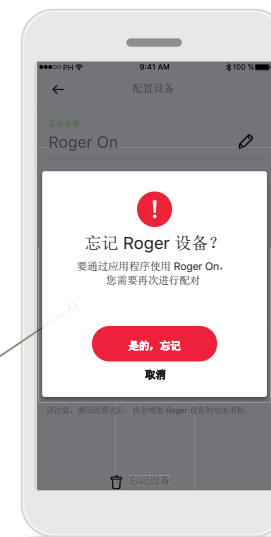 PH 9:41 AM 100 %
配置设备
显示名称
Roger On
!
忘记 Roger 设备？
要通过应用程序使用 Roger On，
您需要再次进行配对
是的，忘记
取消
请注意，激活此模式后，将会增加 Roger 设备的电池消耗。
忘记设备